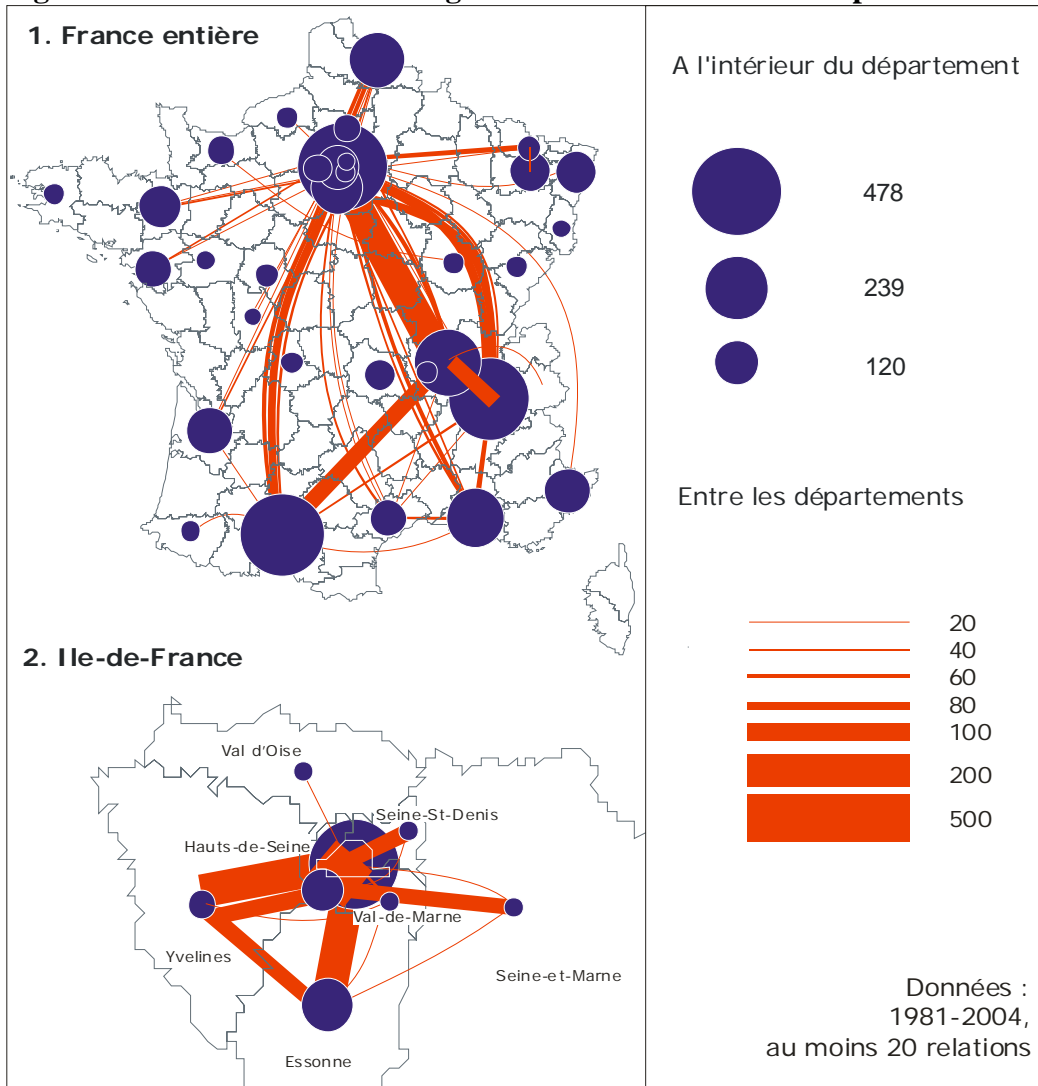 1. France entière
A l'intérieur du département
478
239
120
Entre les départements
20
40
60
80
100
200
500
2. Ile-de-France
Val d'Oise
Seine-St-Denis
Hauts-de-Seine
Val-de-Marne
Yvelines
Seine-et-Marne
Essonne
Données :
1981-2004,
au moins 20 relations